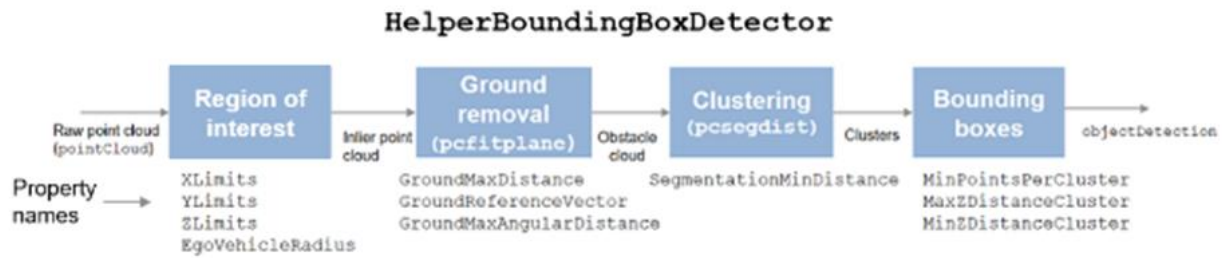 HelperBoundingBoxDetector
Raw point cloud
(pointCloud)
Region of
interest
Inlier point
cloud
Ground
removal
(pcfitplane)
Obstacle
cloud
Clustering
(pcsegdist)
Clusters
Bounding
boxes
objectDetection
Property
names
XLimits
YLimits
ZLimits
EgoVehicleRadius
GroundMaxDistance
GroundReferenceVector
GroundMaxAngularDistance
SegmentationMinDistance
MinPointsPerCluster
MaxZDistanceCluster
MinZDistanceCluster